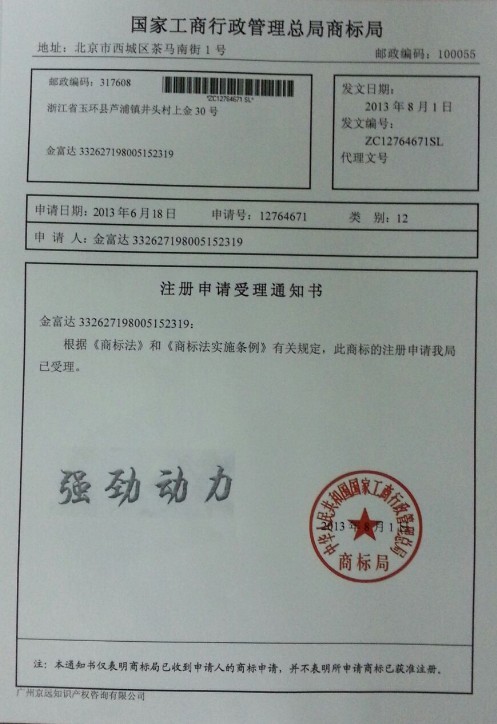 国家工商行政管理总局商标局
地址：北京市西城区茶马南街1号
邮政编码：100055
邮政编码：317608
*ZC12764671 SL*
浙江省玉环县芦浦镇井头村上金30号
金富达 332627198005152319
发文日期：
2013年8月1日
发文编号：
ZC12764671SL
代理文号
申请日期：2013年6月18日 申请号：12764671 类 别：12
申 请 人：金富达 332627198005152319
注册申请受理通知书
金富达 332627198005152319：
根据《商标法》和《商标法实施条例》有关规定，此商标的注册申请我局
已受理。
强劲动力
中华人民共和国国家工商行政管理总局
2013年8月1日
商标局
注：本通知书仅表明商标局已收到申请人的商标申请，并不表明所申请商标已获准注册。
广州京远知识产权咨询有限公司